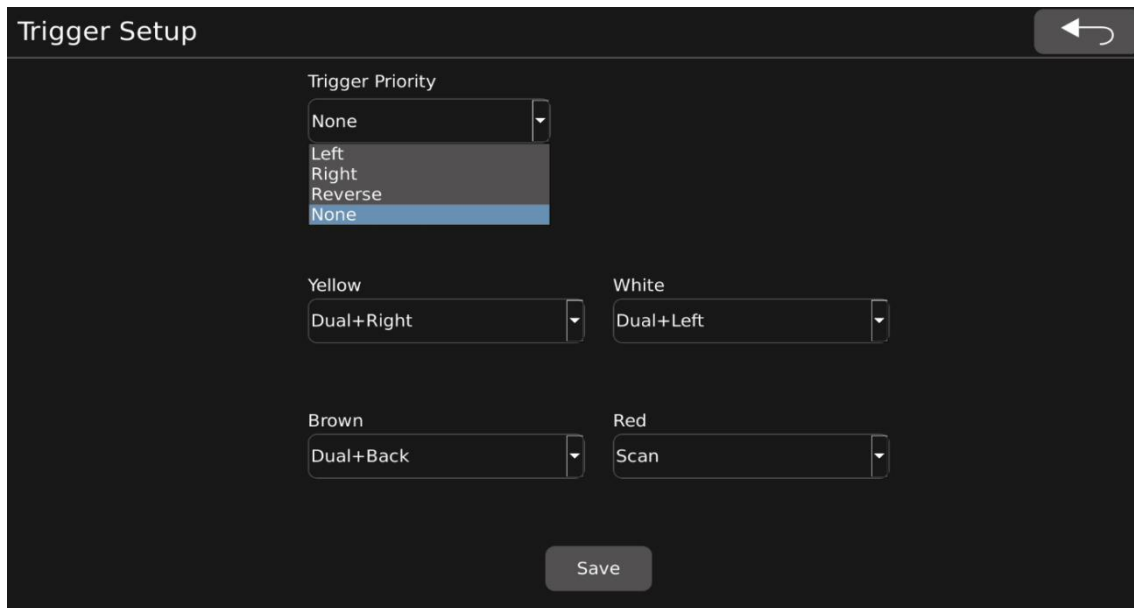 Trigger Setup
Trigger Priority
None
Left
Right
Reverse
None
Yellow White
Dual+Right Dual+Left
Brown Red
Dual+Back Scan
Save